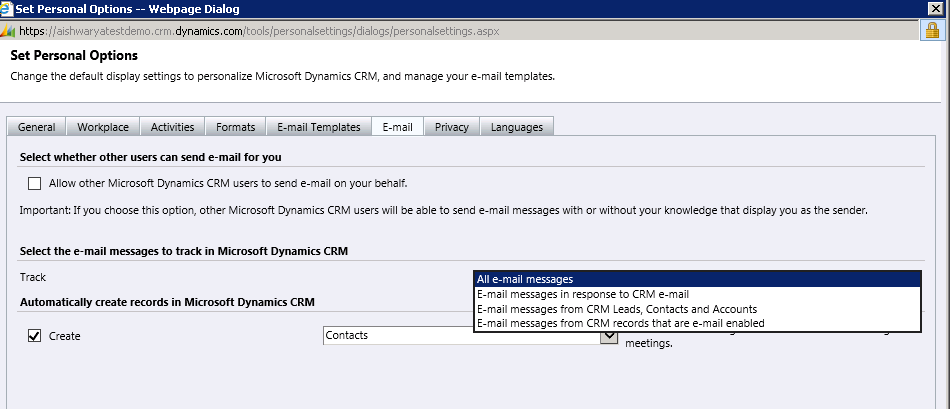 Set Personal Options -- Webpage Dialog
https://aishwaryatestdemo.crm.dynamics.com/tools/personalsettings/dialogs/personalsettings.aspx
Set Personal Options
Change the default display settings to personalize Microsoft Dynamics CRM, and manage your e-mail templates.
General Workplace Activities Formats E-mail Templates E-mail Privacy Languages
Select whether other users can send e-mail for you
Allow other Microsoft Dynamics CRM users to send e-mail on your behalf.
Important: If you choose this option, other Microsoft Dynamics CRM users will be able to send e-mail messages with or without your knowledge that display you as the sender.
Select the e-mail messages to track in Microsoft Dynamics CRM
Track
All e-mail messages
E-mail messages in response to CRM e-mail
E-mail messages from CRM Leads, Contacts and Accounts
E-mail messages from CRM records that are e-mail enabled
Automatically create records in Microsoft Dynamics CRM
Create Contacts
meetings.